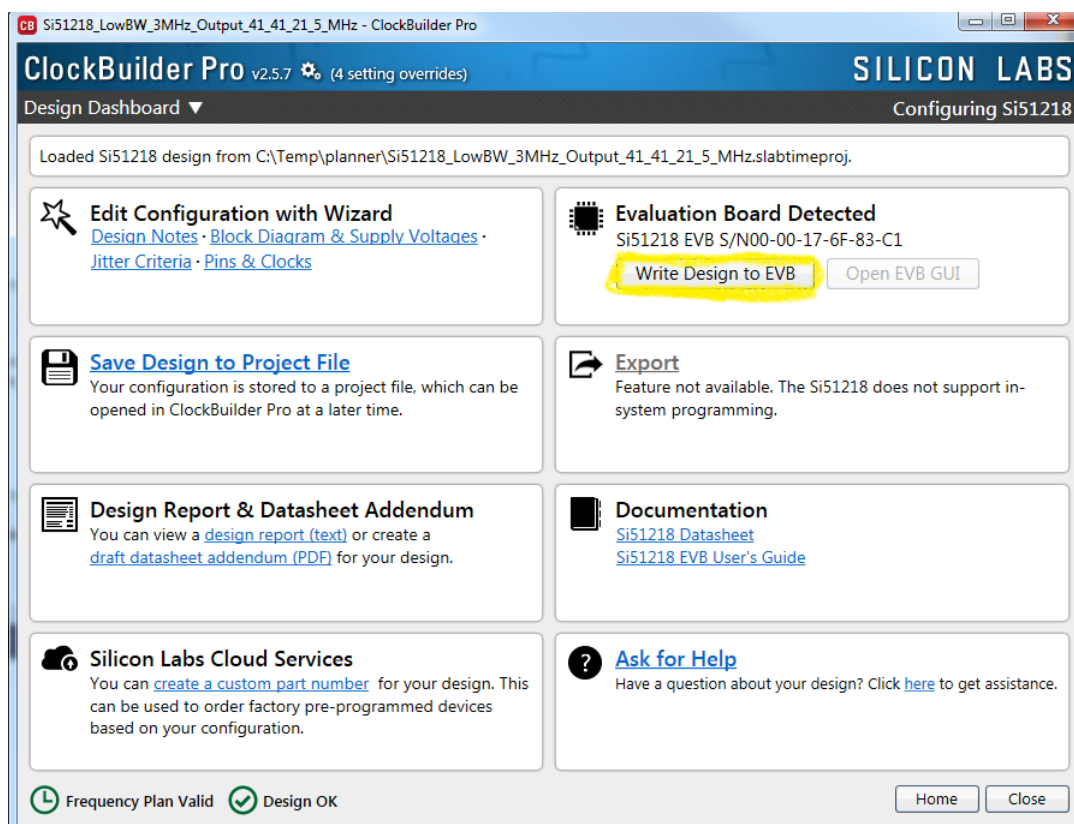 CB Si51218_LowBW_3MHz_Output_41_41_21_5_MHz - ClockBuilder Pro
ClockBuilder Pro v2.5.7 (4 setting overrides)
SILICON LABS
Design Dashboard ▼
Configuring Si51218
Loaded Si51218 design from C:\Temp\planner\Si51218_LowBW_3MHz_Output_41_41_21_5_MHz.slabtimeproj.
Edit Configuration with Wizard
Design Notes · Block Diagram & Supply Voltages ·
Jitter Criteria · Pins & Clocks
Evaluation Board Detected
Si51218 EVB S/N00-00-17-6F-83-C1
Write Design to EVB
Open EVB GUI
Save Design to Project File
Your configuration is stored to a project file, which can be
opened in ClockBuilder Pro at a later time.
Export
Feature not available. The Si51218 does not support in-
system programming.
Design Report & Datasheet Addendum
You can view a design report (text) or create a
draft datasheet addendum (PDF) for your design.
Documentation
Si51218 Datasheet
Si51218 EVB User's Guide
Silicon Labs Cloud Services
You can create a custom part number for your design. This
can be used to order factory pre-programmed devices
based on your configuration.
Ask for Help
Have a question about your design? Click here to get assistance.
Frequency Plan Valid
Design OK
Home
Close